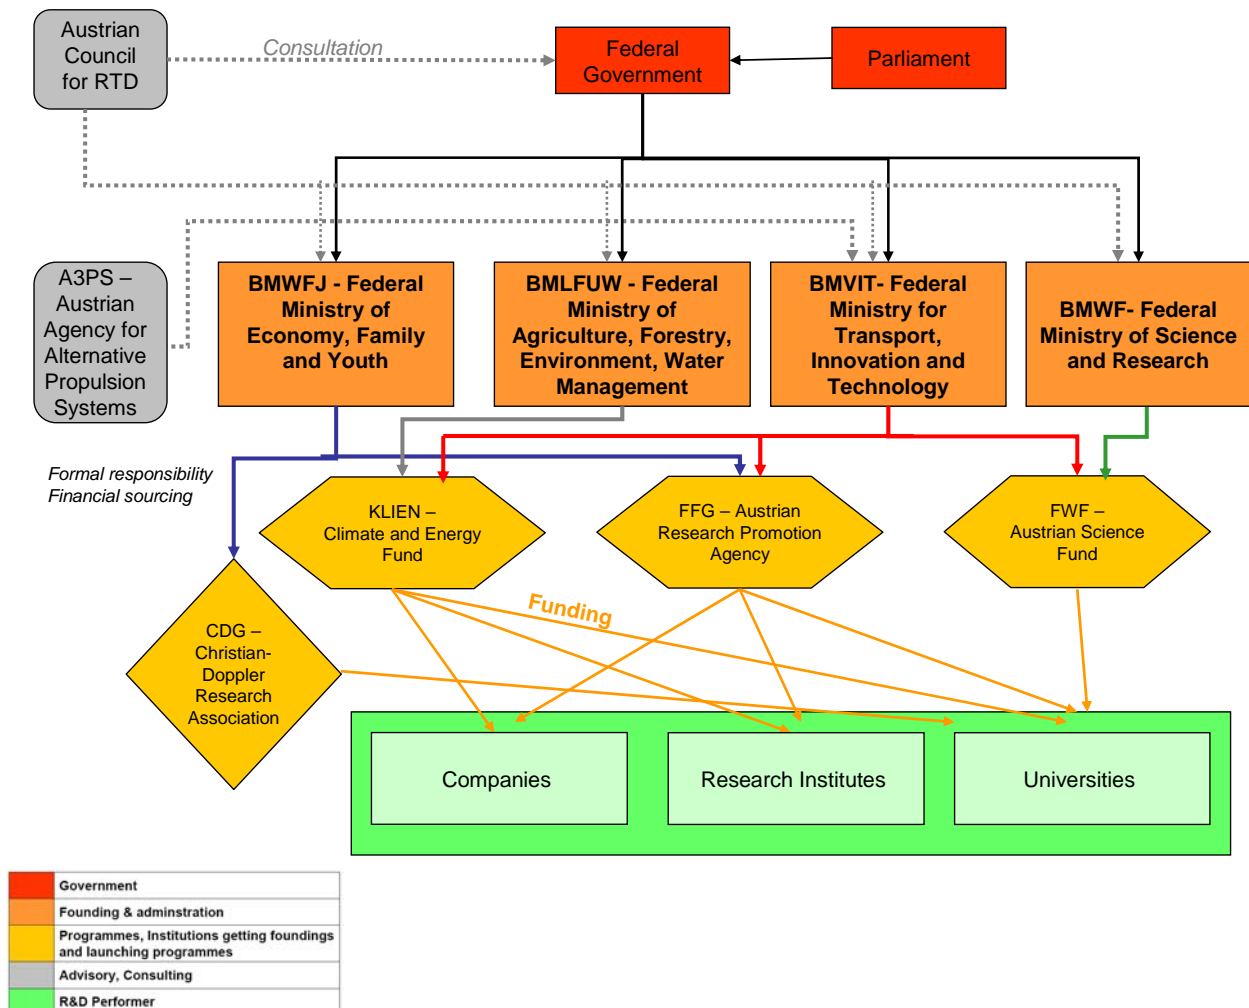 Austrian
Council
for RTD
Consultation
Federal
Government
Parliament
A3PS –
Austrian
Agency for
Alternative
Propulsion
Systems
BMWFJ - Federal
Ministry of
Economy, Family
and Youth
BMLFUW - Federal
Ministry of
Agriculture, Forestry,
Environment, Water
Management
BMVIT- Federal
Ministry for
Transport,
Innovation and
Technology
BMWF- Federal
Ministry of Science
and Research
Formal responsibility
Financial sourcing
KLIEN –
Climate and Energy
Fund
FFG – Austrian
Research Promotion
Agency
FWF –
Austrian Science
Fund
Funding
CDG –
Christian-
Doppler
Research
Association
Companies
Research Institutes
Universities
Government
Founding & adminstration
Programmes, Institutions getting foundings
and launching programmes
Advisory, Consulting
R&D Performer